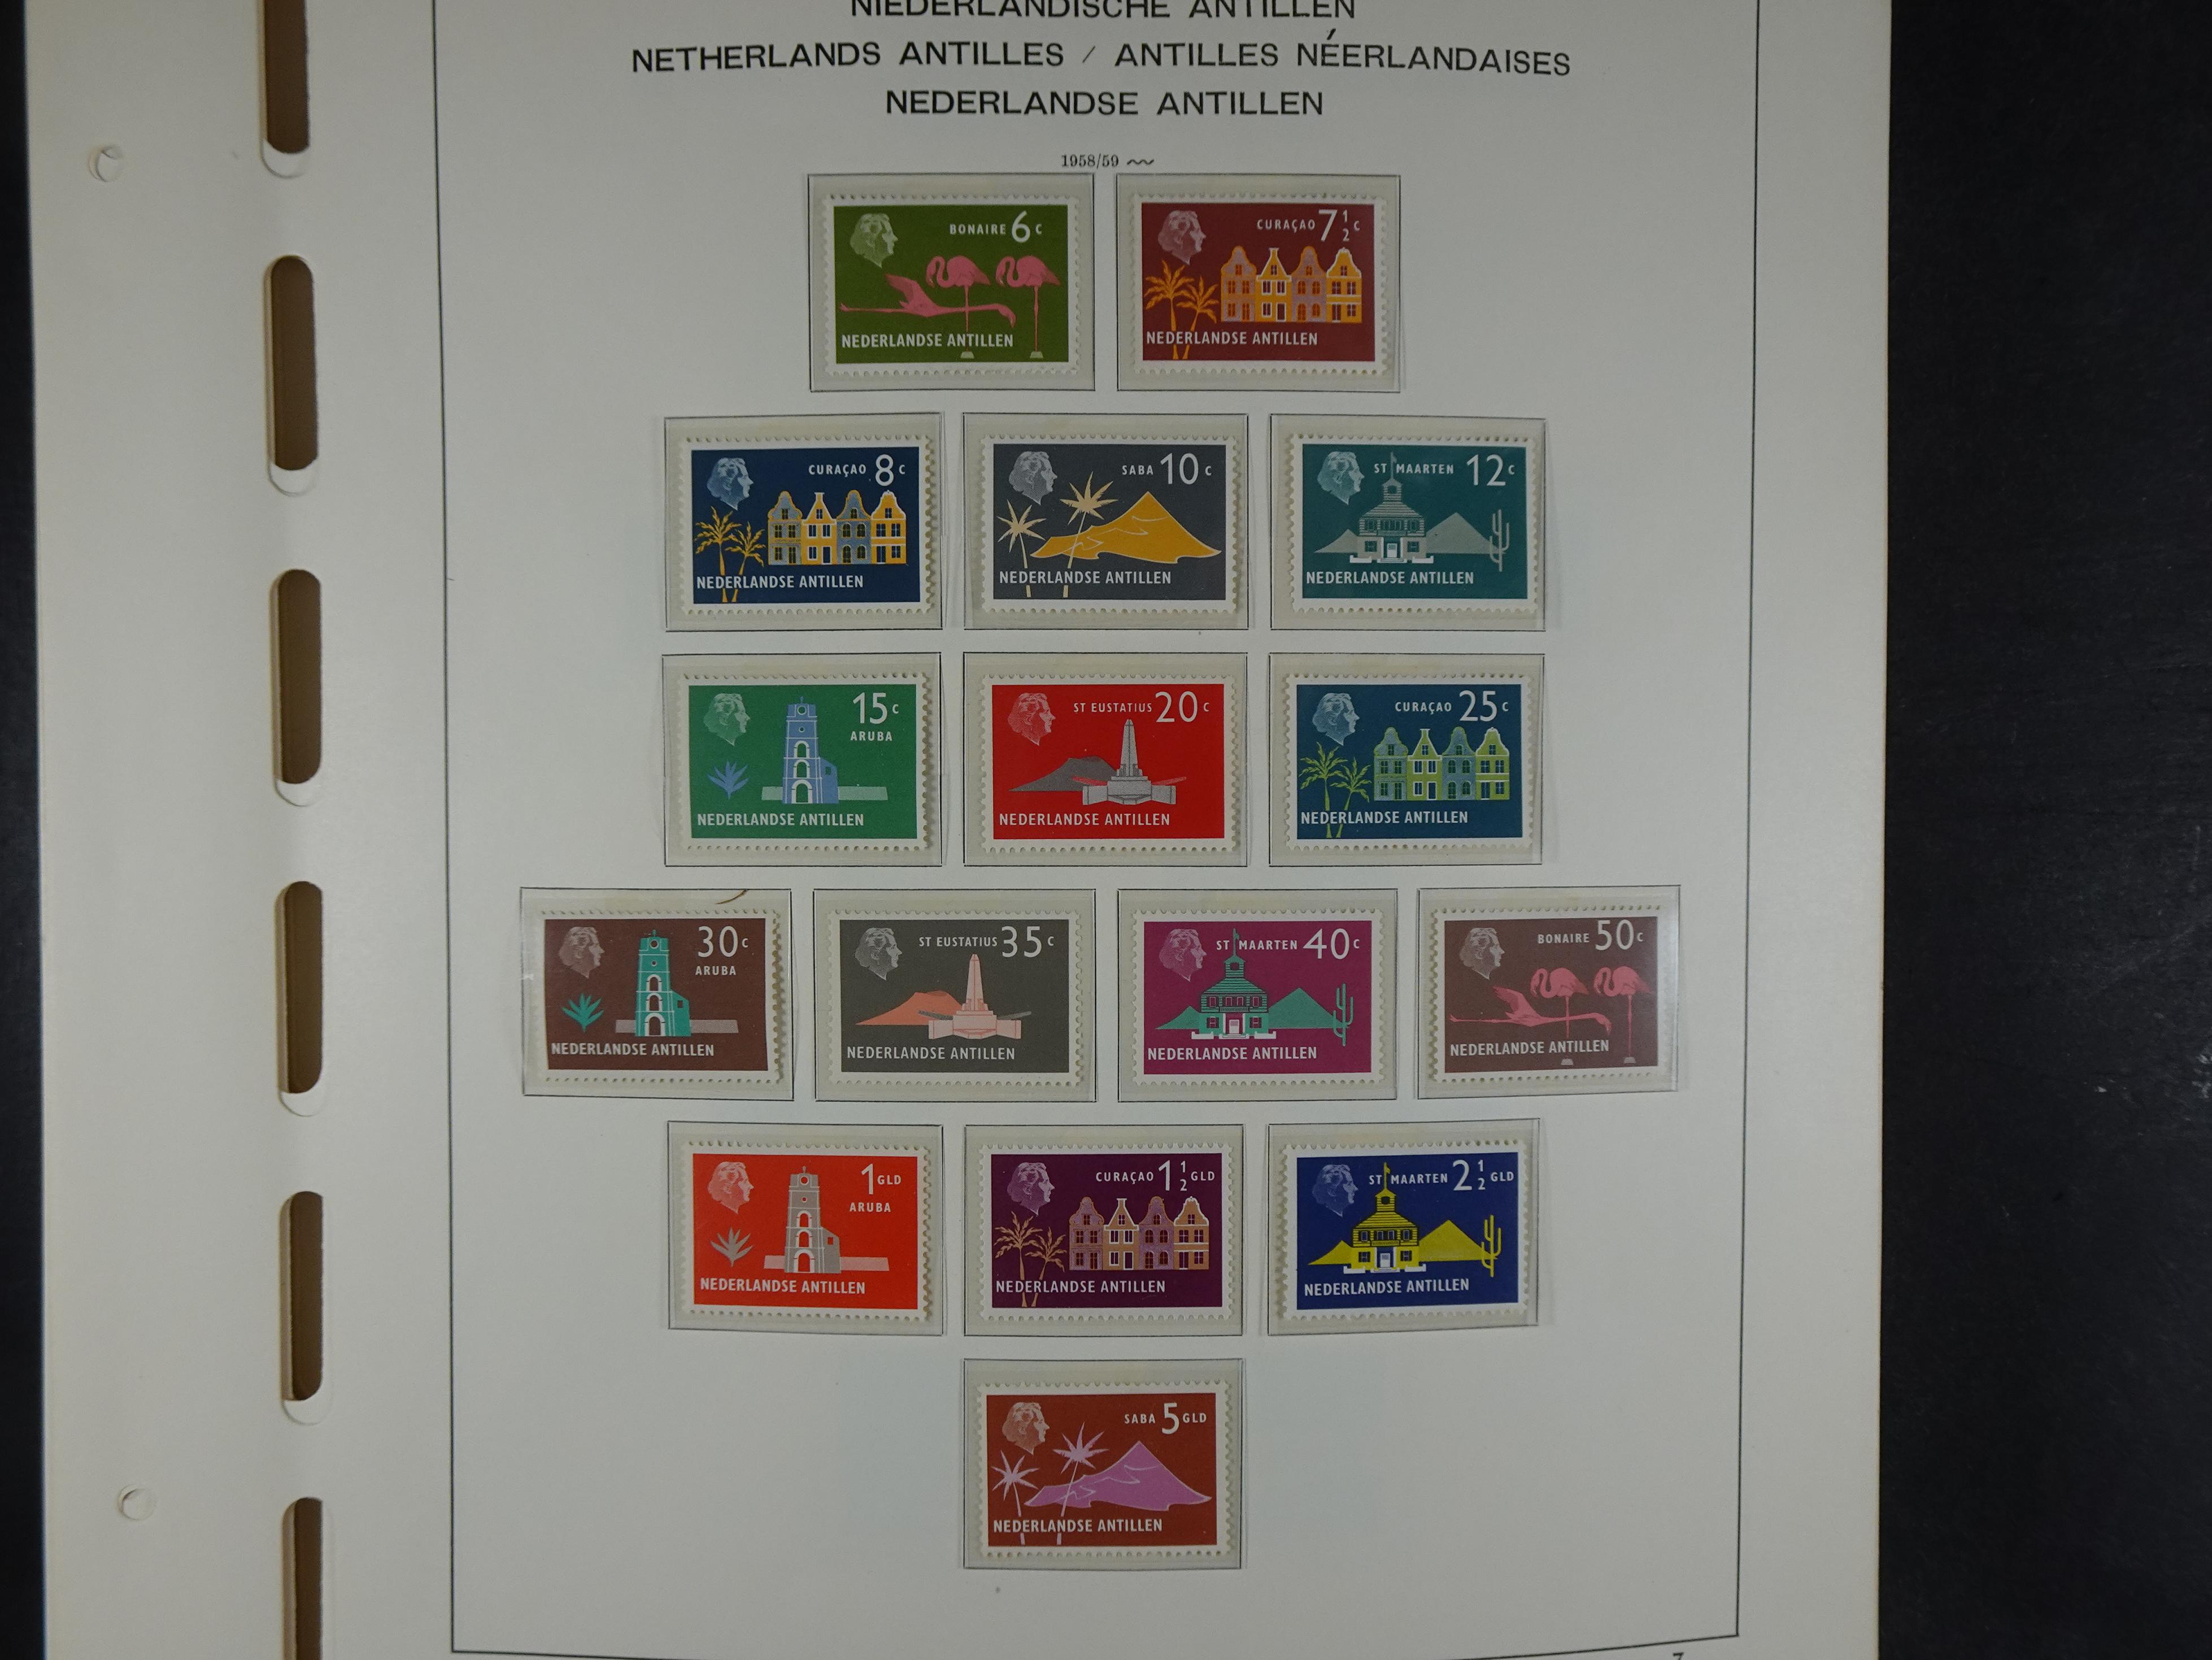 NIEDERLÄNDISCHE ANTILLEN
NETHERLANDS ANTILLES / ANTILLES NÉERLANDAISES
NEDERLANDSE ANTILLEN
1958/59
BONAIRE 6 C
NEDERLANDSE ANTILLEN
CURAÇAO 7 1/2 C
NEDERLANDSE ANTILLEN
CURAÇAO 8 C
NEDERLANDSE ANTILLEN
SABA 10 C
NEDERLANDSE ANTILLEN
ST MAARTEN 12 C
NEDERLANDSE ANTILLEN
15 C
ARUBA
NEDERLANDSE ANTILLEN
ST EUSTATIUS 20 C
NEDERLANDSE ANTILLEN
CURAÇAO 25 C
NEDERLANDSE ANTILLEN
30 C
ARUBA
NEDERLANDSE ANTILLEN
ST EUSTATIUS 35 C
NEDERLANDSE ANTILLEN
ST MAARTEN 40 C
NEDERLANDSE ANTILLEN
BONAIRE 50 C
NEDERLANDSE ANTILLEN
1 GLD
ARUBA
NEDERLANDSE ANTILLEN
CURAÇAO 1 1/2 GLD
NEDERLANDSE ANTILLEN
ST MAARTEN 2 1/2 GLD
NEDERLANDSE ANTILLEN
SABA 5 GLD
NEDERLANDSE ANTILLEN